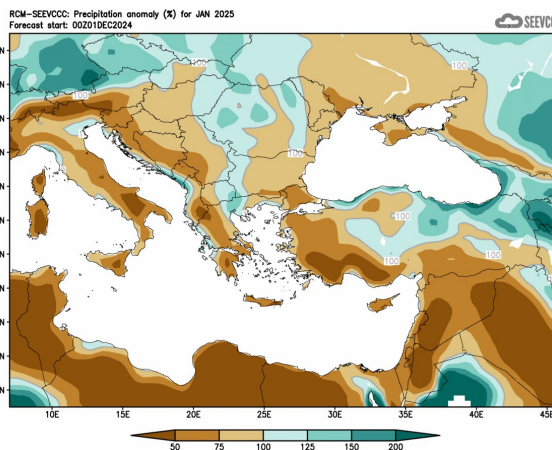 RCM-SEEVCCC: Precipitation anomaly (%) for JAN 2025
Forecast start: 00Z01DEC2024
SEEVCC
100
100
100
100
100
100
100
N
N
N
N
N
N
N
N
N
N
N
10E 15E 20E 25E 30E 35E 40E 45E
50 75 100 125 150 200